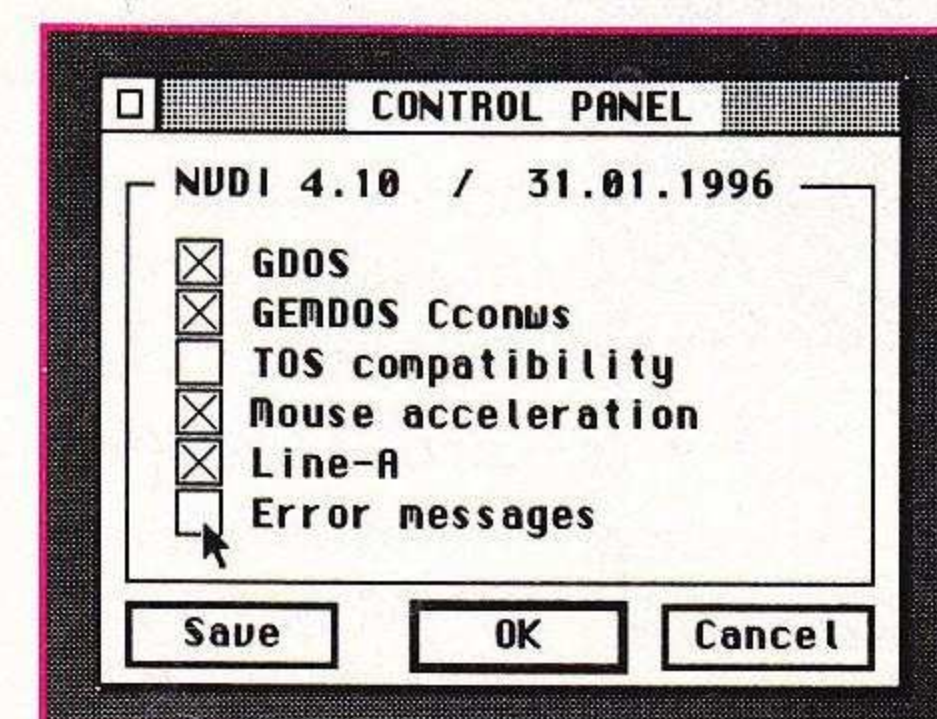 CONTROL PANEL
NVDI 4.10 / 31.01.1996
GDOS
GEMDOS Cconws
TOS compatibility
Mouse acceleration
Line-A
Error messages
Save OK Cancel